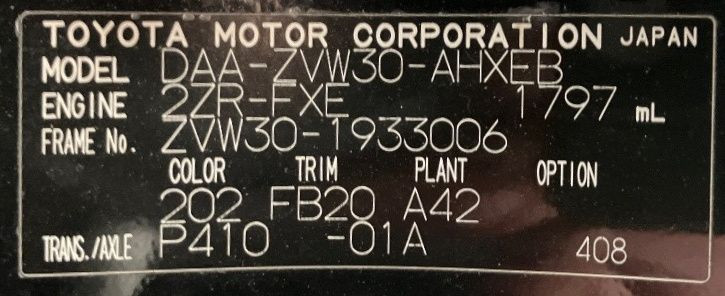 TOYOTA MOTOR CORPORATION JAPAN
MODEL DAA-ZVW30-AHXEB
ENGINE 2ZR-FXE 1797 mL
FRAME No. ZVW30-1933006
COLOR TRIM PLANT OPTION
202 FB20 A42
TRANS./AXLE P410 -01A 408